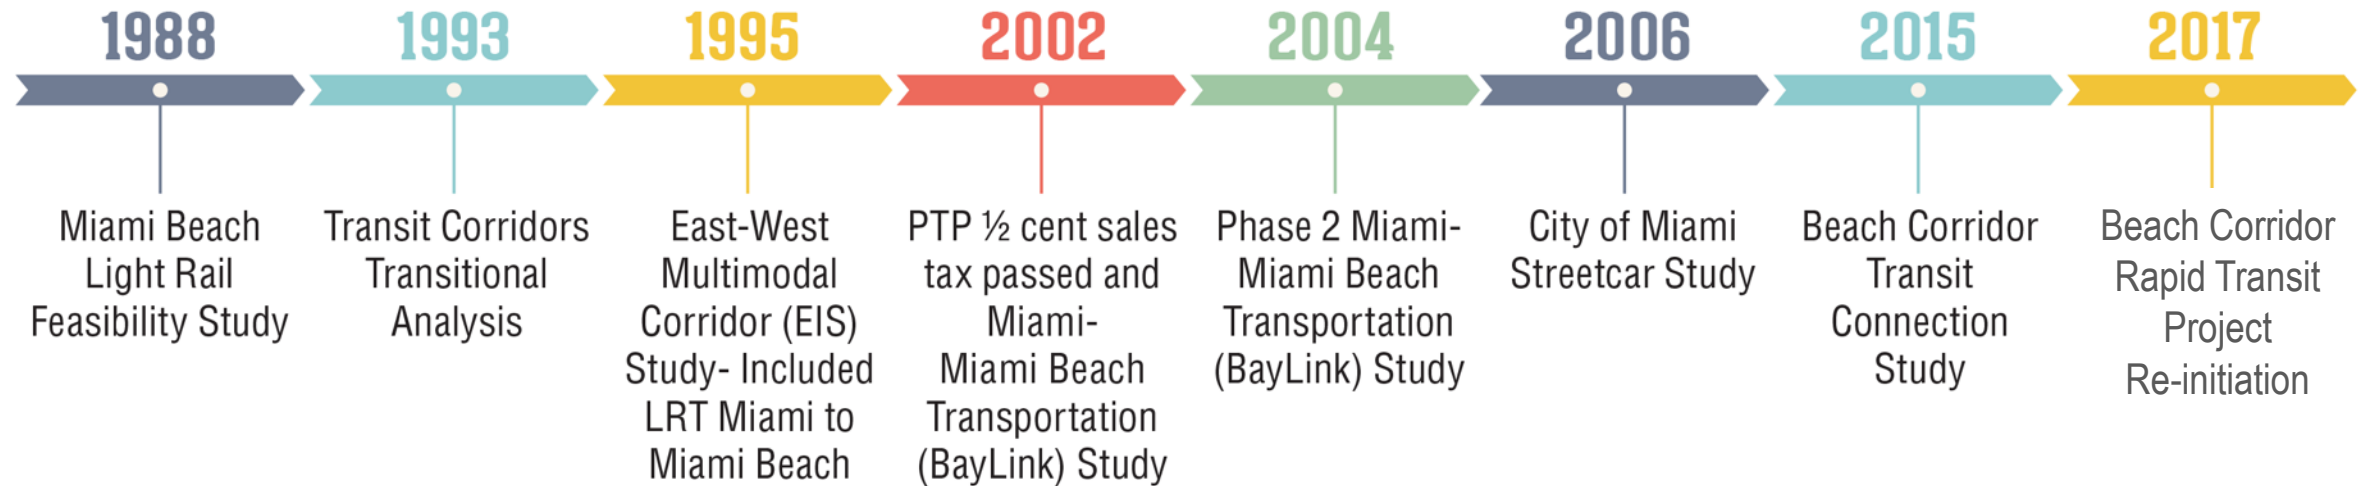 1988
Miami Beach
Light Rail
Feasibility Study
1993
Transit Corridors
Transitional
Analysis
1995
East-West
Multimodal
Corridor (EIS)
Study- Included
LRT Miami to
Miami Beach
2002
PTP ½ cent sales
tax passed and
Miami-
Miami Beach
Transportation
(BayLink) Study
2004
Phase 2 Miami-
Miami Beach
Transportation
(BayLink) Study
2006
City of Miami
Streetcar Study
2015
Beach Corridor
Transit
Connection
Study
2017
Beach Corridor
Rapid Transit
Project
Re-initiation